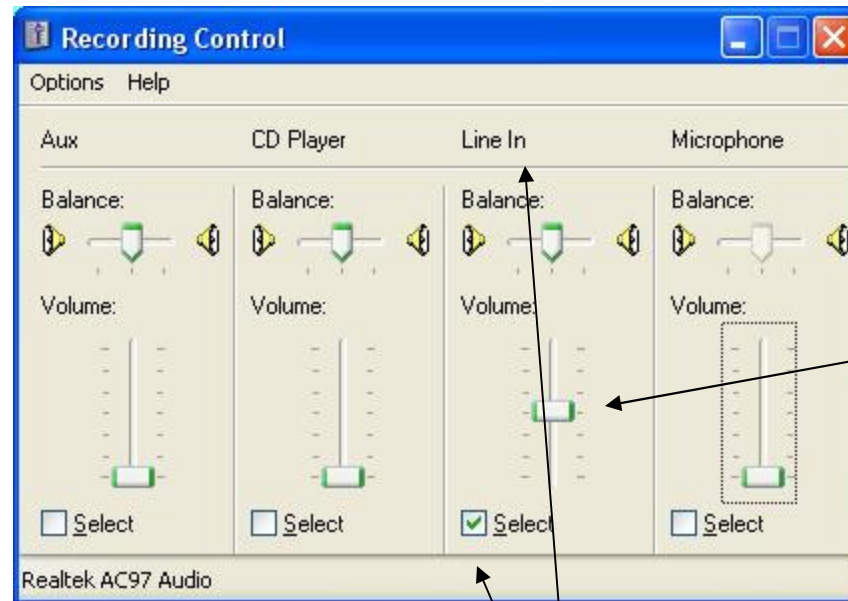 Recording Control
Options Help
Aux CD Player Line In Microphone
Balance: Balance: Balance: Balance:
Volume: Volume: Volume: Volume:
Select Select Select Select
Realtek AC97 Audio